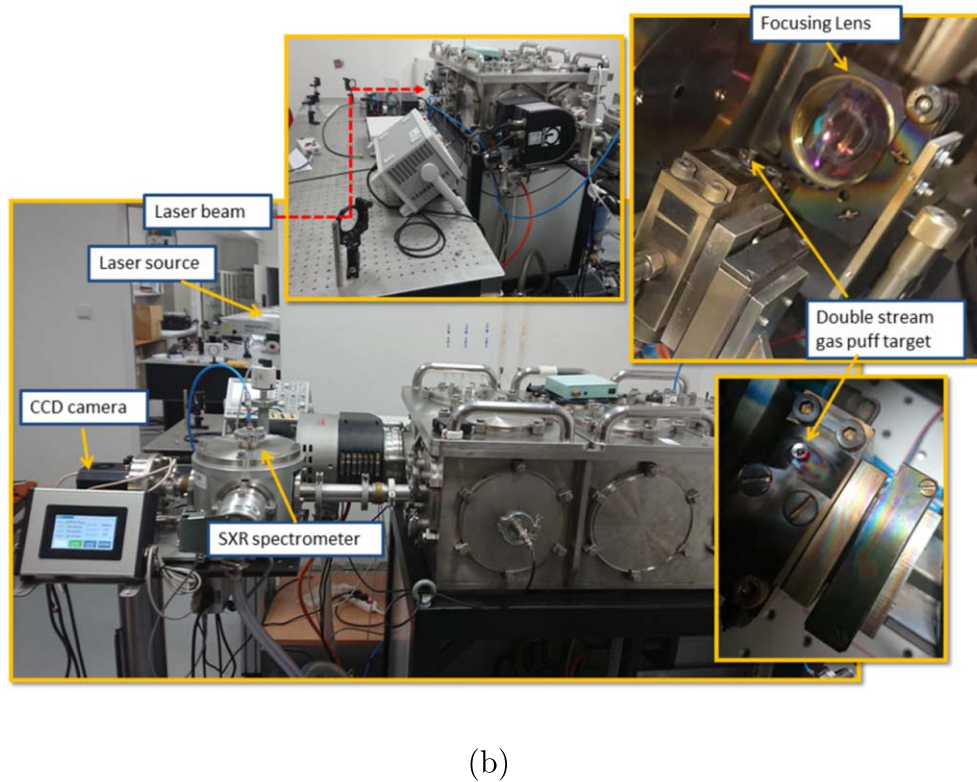 Focusing Lens
Laser beam
Laser source
Double stream
gas puff target
CCD camera
SXR spectrometer
(b)